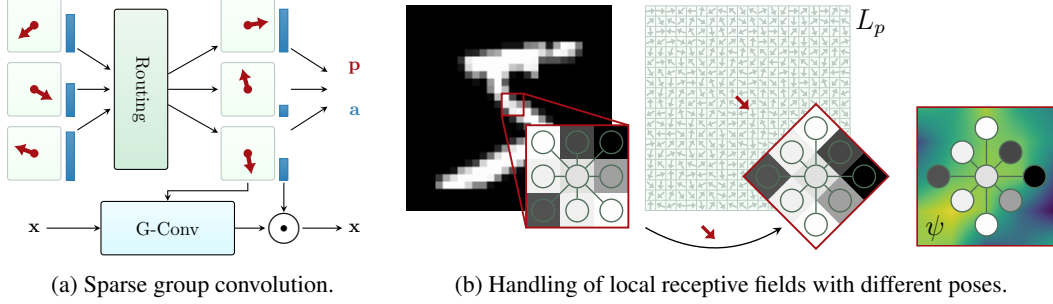 Routing
p
a
x
G-Conv
x
L_p
ψ
(a) Sparse group convolution.
(b) Handling of local receptive fields with different poses.